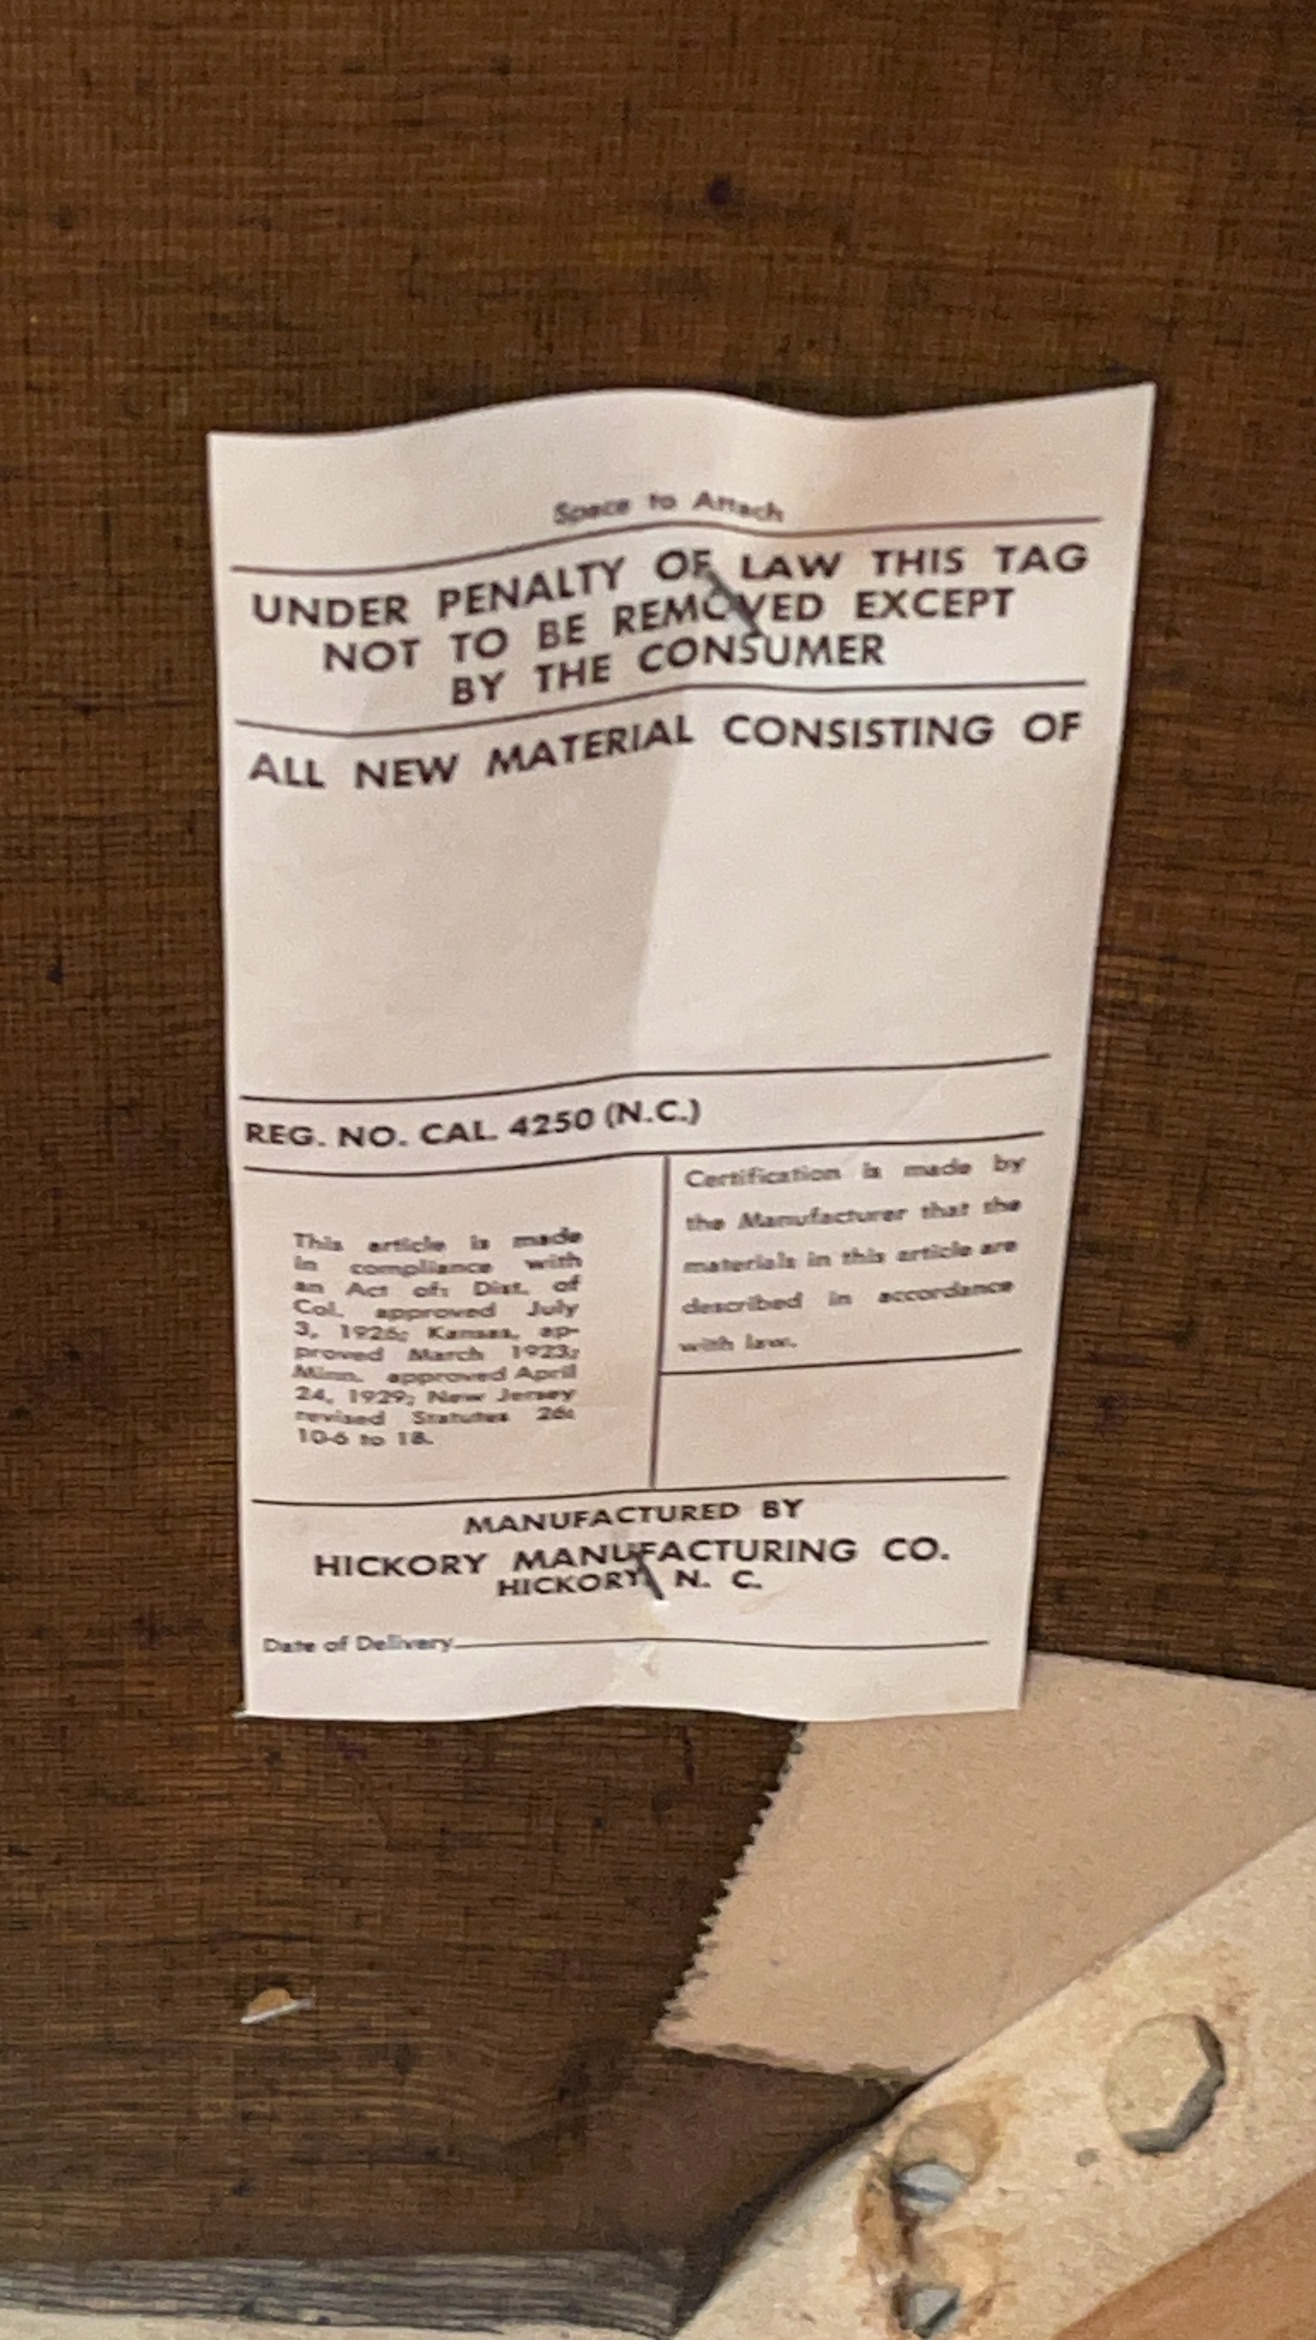 Space to Attach
UNDER PENALTY OF LAW THIS TAG
NOT TO BE REMOVED EXCEPT
BY THE CONSUMER
ALL NEW MATERIAL CONSISTING OF
REG. NO. CAL. 4250 (N.C.)
This article is made
in compliance with
an Act of: Dist. of
Col. approved July
3, 1926; Kansas, ap-
proved March 1923;
Minn. approved April
24, 1929; New Jersey
revised Statutes 26:
10-6 to 18.
Certification is made by
the Manufacturer that the
materials in this article are
described in accordance
with law.
MANUFACTURED BY
HICKORY MANUFACTURING CO.
HICKORY, N. C.
Date of Delivery